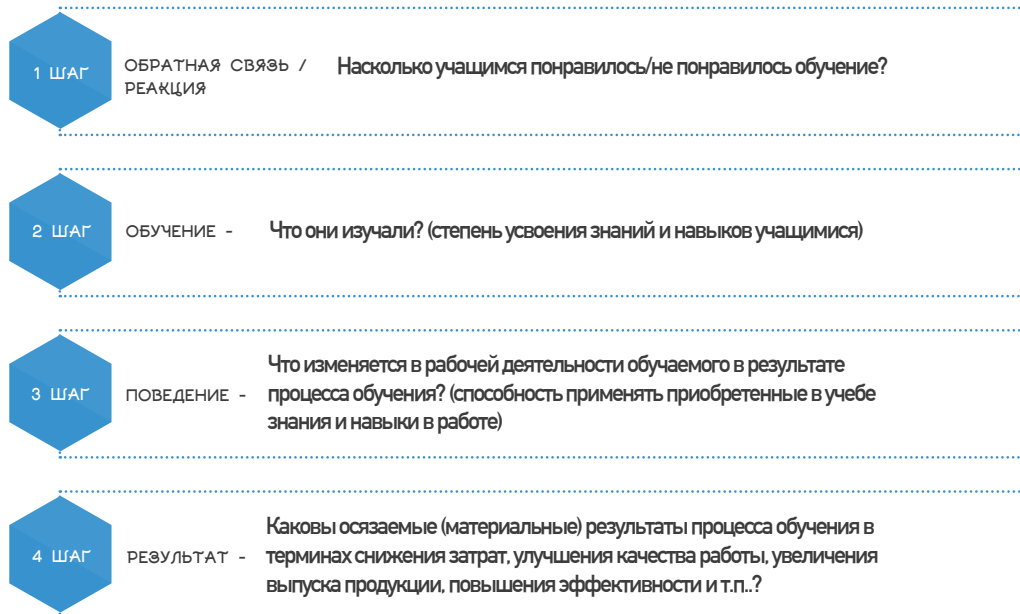 1 ШАГ
ОБРАТНАЯ СВЯЗЬ /
РЕАКЦИЯ
Насколько учащимся понравилось/не понравилось обучение?
2 ШАГ
ОБУЧЕНИЕ -
Что они изучали? (степень усвоения знаний и навыков учащимися)
3 ШАГ
ПОВЕДЕНИЕ -
Что изменяется в рабочей деятельности обучаемого в результате
процесса обучения? (способность применять приобретенные в учебе
знания и навыки в работе)
4 ШАГ
РЕЗУЛЬТАТ -
Каковы осязаемые (материальные) результаты процесса обучения в
терминах снижения затрат, улучшения качества работы, увеличения
выпуска продукции, повышения эффективности и т.п..?